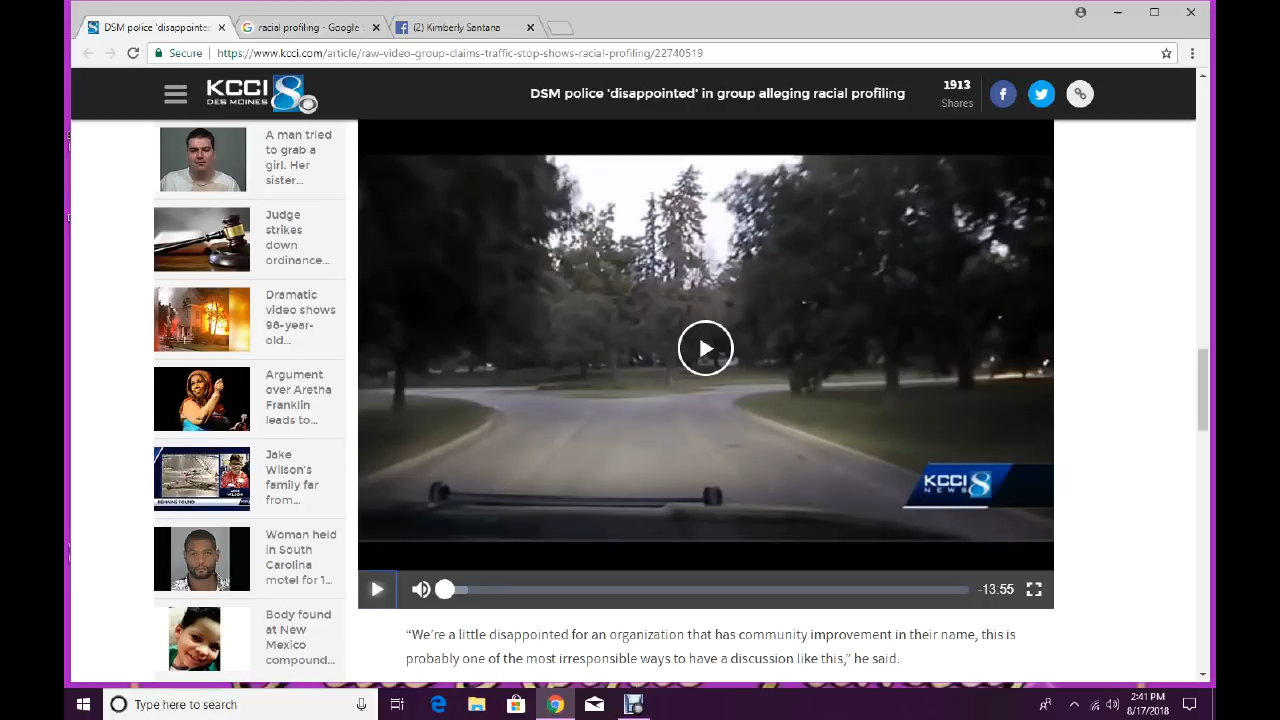 DSM police 'disappointe
racial profiling - Google
(2) Kimberly Santana
Secure
https://www.kcci.com/article/raw-video-group-claims-traffic-stop-shows-racial-profiling/22740519
KCCI 8
DES MOINES
DSM police 'disappointed' in group alleging racial profiling
1913
Shares
A man tried
to grab a
girl. Her
sister...
Judge
strikes
down
ordinance...
Dramatic
video shows
98-year-
old...
Argument
over Aretha
Franklin
leads to...
Jake
Wilson's
family far
from...
REMAINS FOUND
JAKE
WILSON
Woman held
in South
Carolina
motel for 1...
Body found
at New
Mexico
compound...
KCCI 8
NEWS
-13:55
“We’re a little disappointed for an organization that has community improvement in their name, this is
probably one of the most irresponsible ways to have a discussion like this,” he said.
Type here to search
2:41 PM
8/17/2018